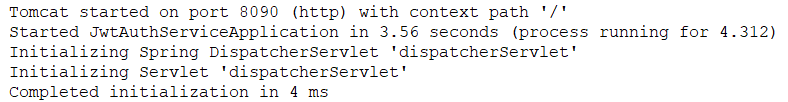 Tomcat started on port 8090 (http) with context path '/'
Started JwtAuthServiceApplication in 3.56 seconds (process running for 4.312)
Initializing Spring DispatcherServlet 'dispatcherServlet'
Initializing Servlet 'dispatcherServlet'
Completed initialization in 4 ms